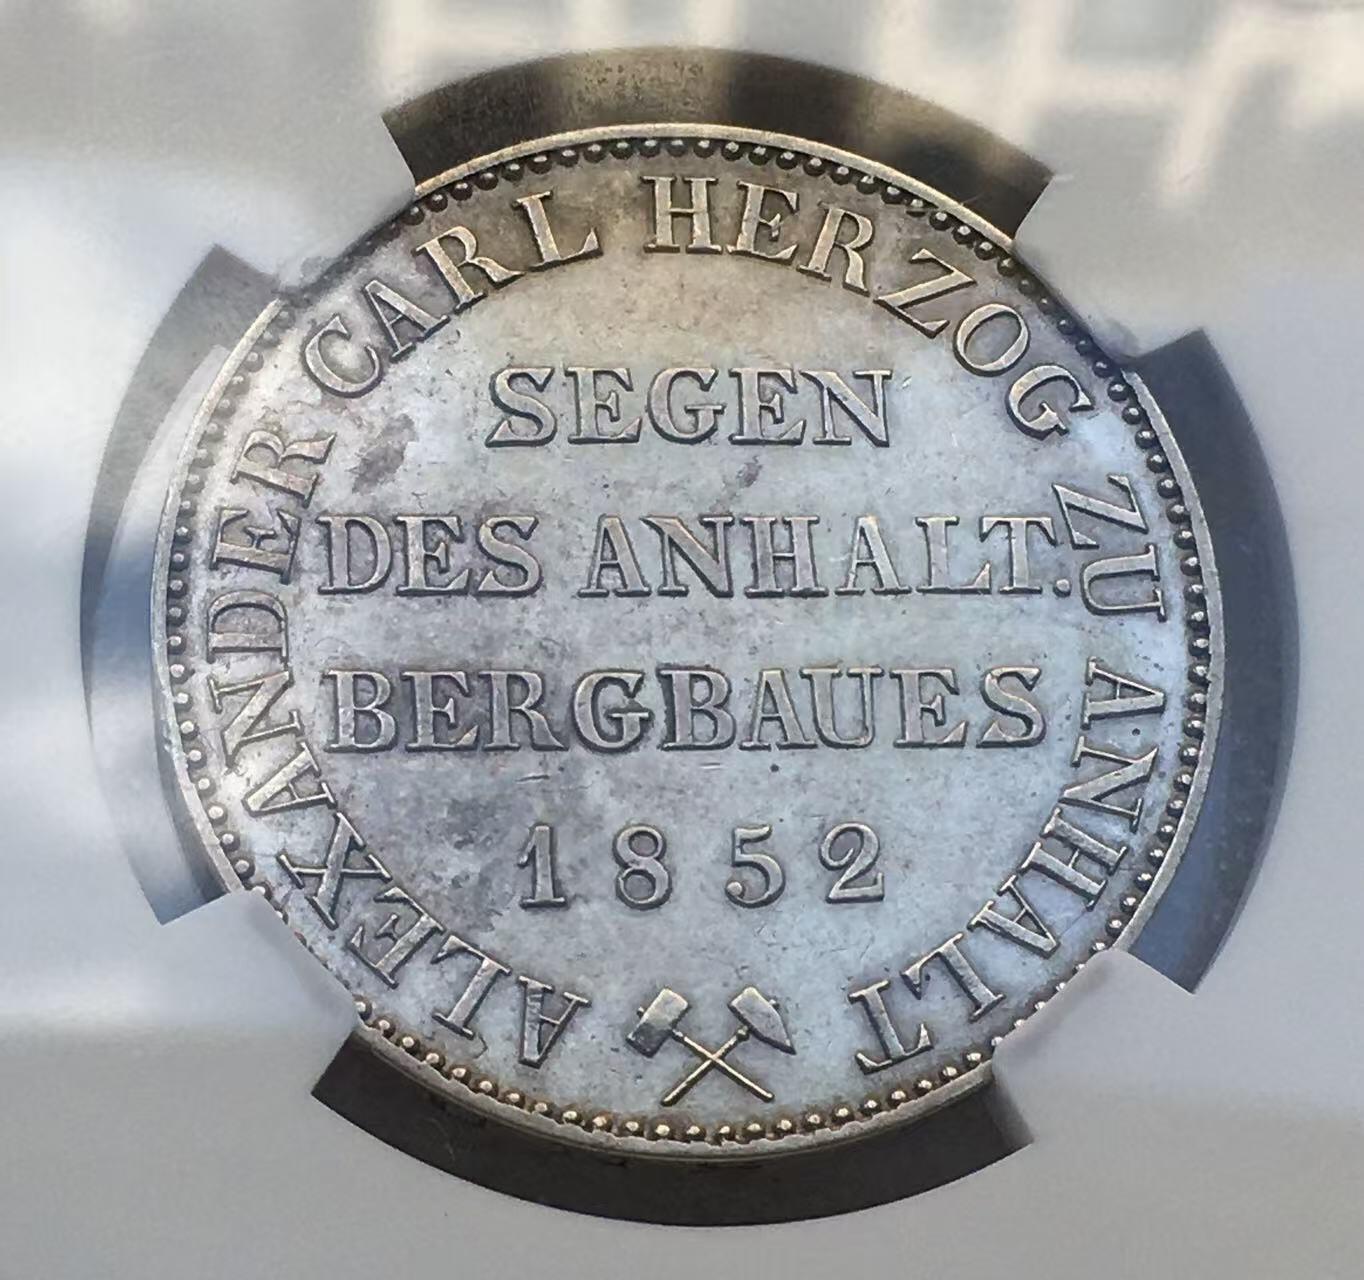 ALEXANDER CARL HERZOG ZU ANHALT
SEGEN
DES ANHALT.
BERGBAUES
1852